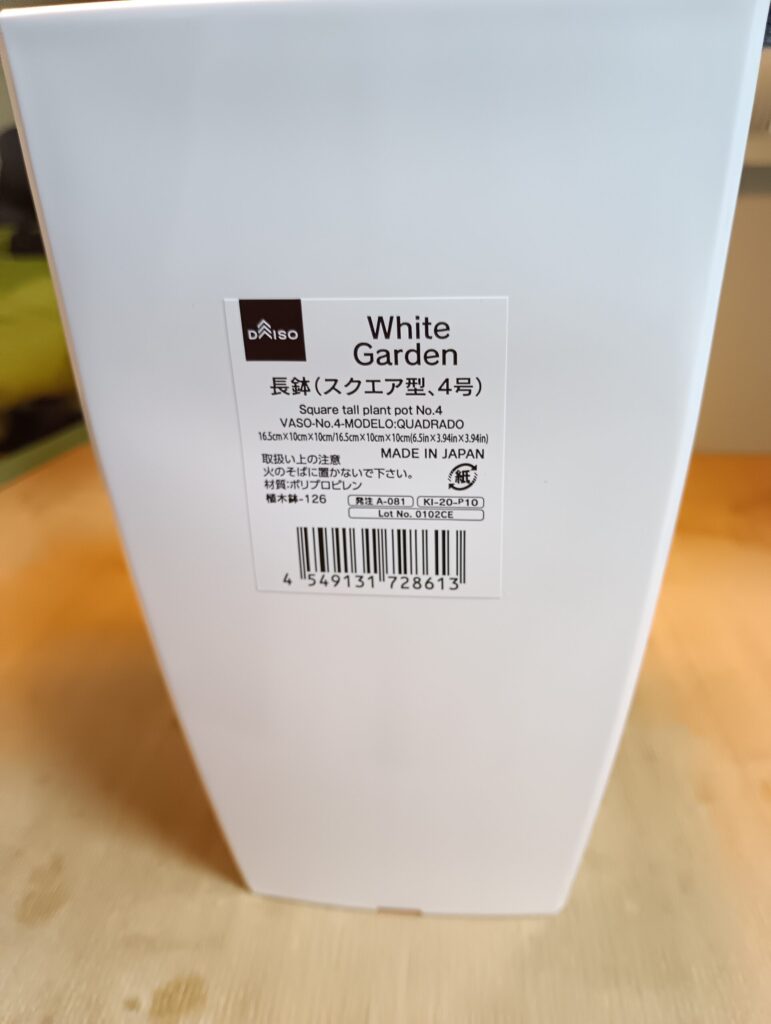 DAISO
White
Garden
長鉢(スクエア型、4号)
Square tall plant pot No.4
VASO-No.4-MODELO:QUADRADO
16.5cm×10cm×10cm/16.5cm×10cm×10cm(6.5in×3.94in×3.94in)
MADE IN JAPAN
取扱い上の注意
火のそばに置かないで下さい。
材質:ポリプロピレン
紙
植木鉢-126
発注 A-081
KI-20-P10
Lot No. 0102CE
4 549131 728613